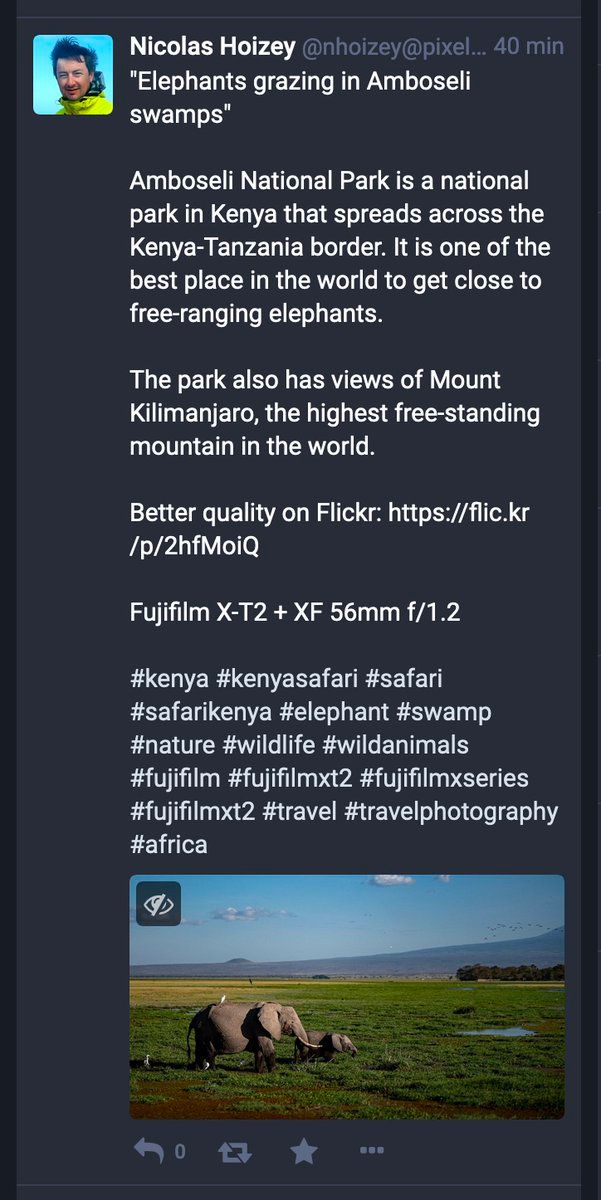 Nicolas Hoizey @nhoizey@pixel... 40 min
"Elephants grazing in Amboseli
swamps"
Amboseli National Park is a national
park in Kenya that spreads across the
Kenya-Tanzania border. It is one of the
best place in the world to get close to
free-ranging elephants.
The park also has views of Mount
Kilimanjaro, the highest free-standing
mountain in the world.
Better quality on Flickr: https://flic.kr
/p/2hfMoiQ
Fujifilm X-T2 + XF 56mm f/1.2
#kenya #kenyasafari #safari
#safarikenya #elephant #swamp
#nature #wildlife #wildanimals
#fujifilm #fujifilmxt2 #fujifilmxseries
#fujifilmxt2 #travel #travelphotography
#africa
0